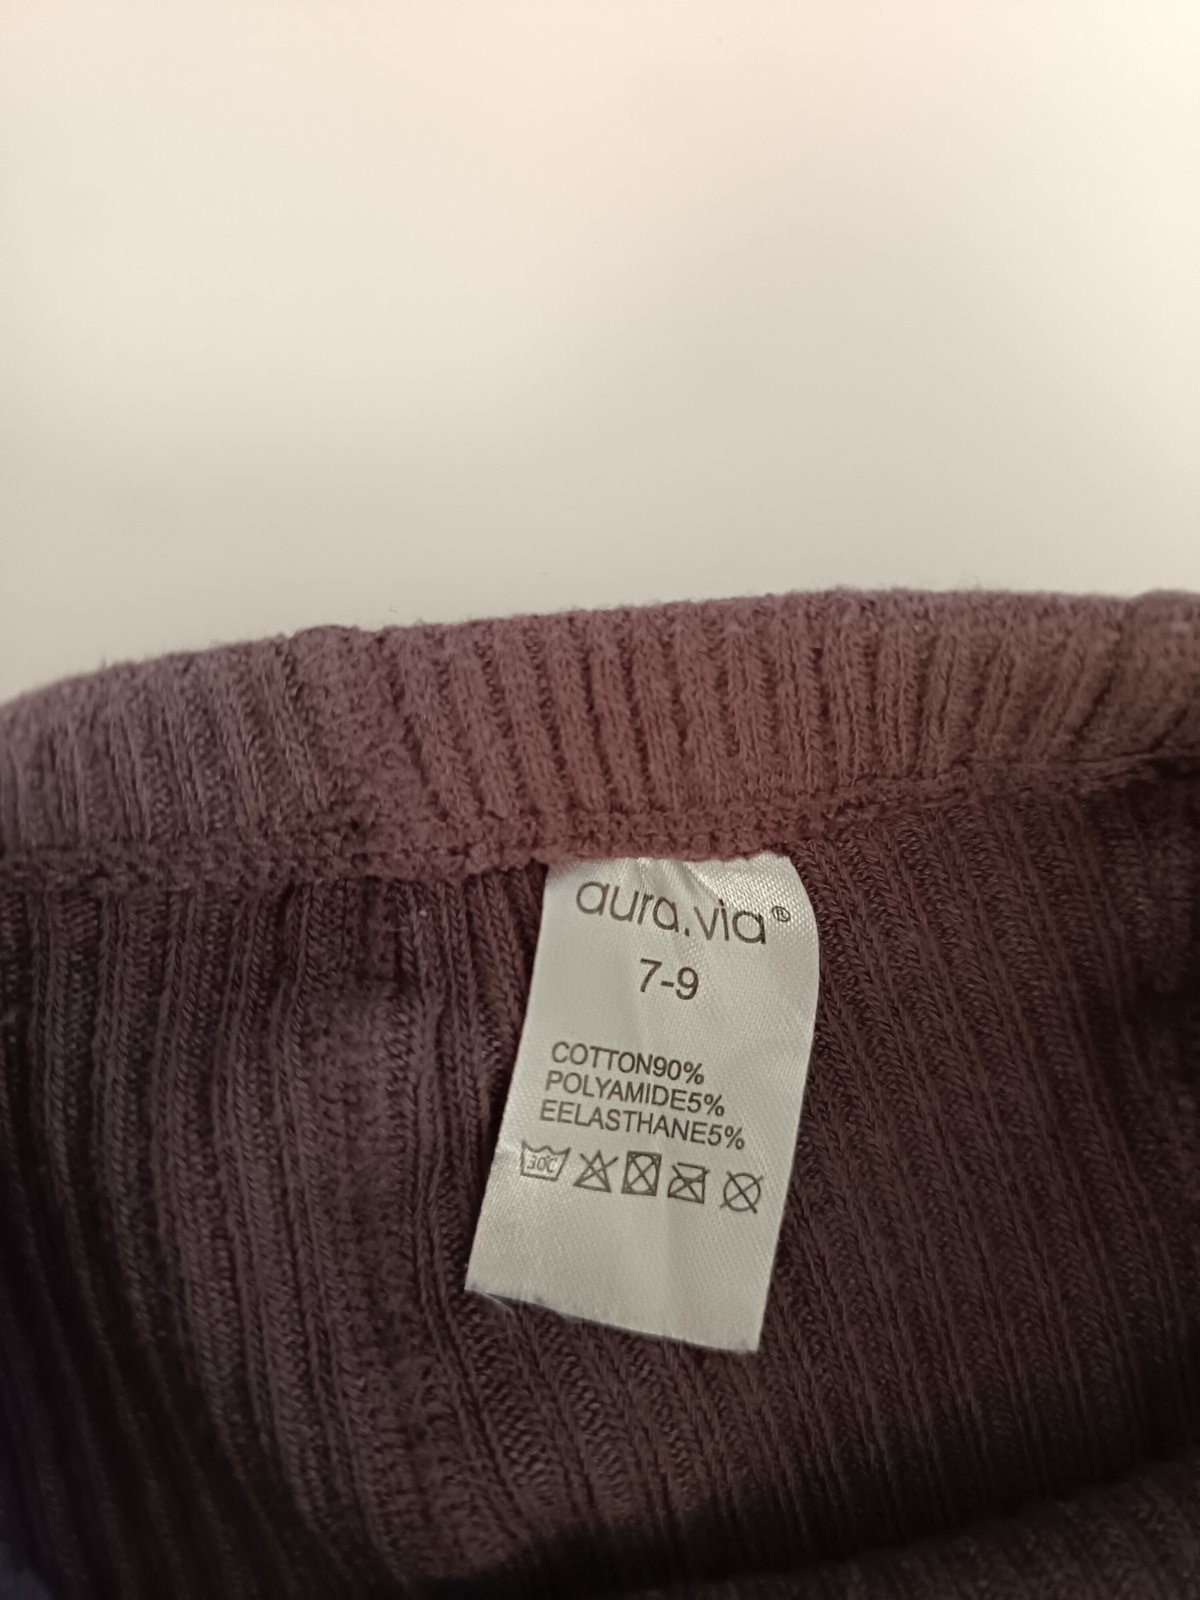 aura.via®
7-9
COTTON90%
POLYAMIDE5%
EELASTHANE5%
30C